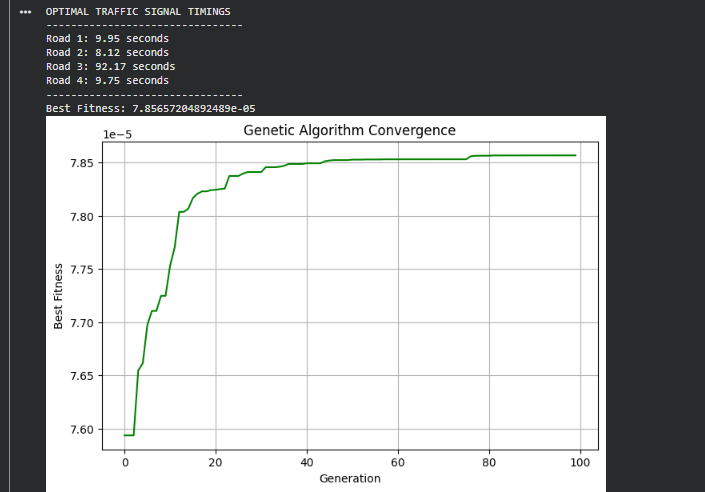 OPTIMAL TRAFFIC SIGNAL TIMINGS
--------------------------------
Road 1: 9.95 seconds
Road 2: 8.12 seconds
Road 3: 92.17 seconds
Road 4: 9.75 seconds
--------------------------------
Best Fitness: 7.85657204892489e-05
Genetic Algorithm Convergence
1e−5
7.85
7.80
7.75
7.70
7.65
7.60
Best Fitness
0 20 40 60 80 100
Generation